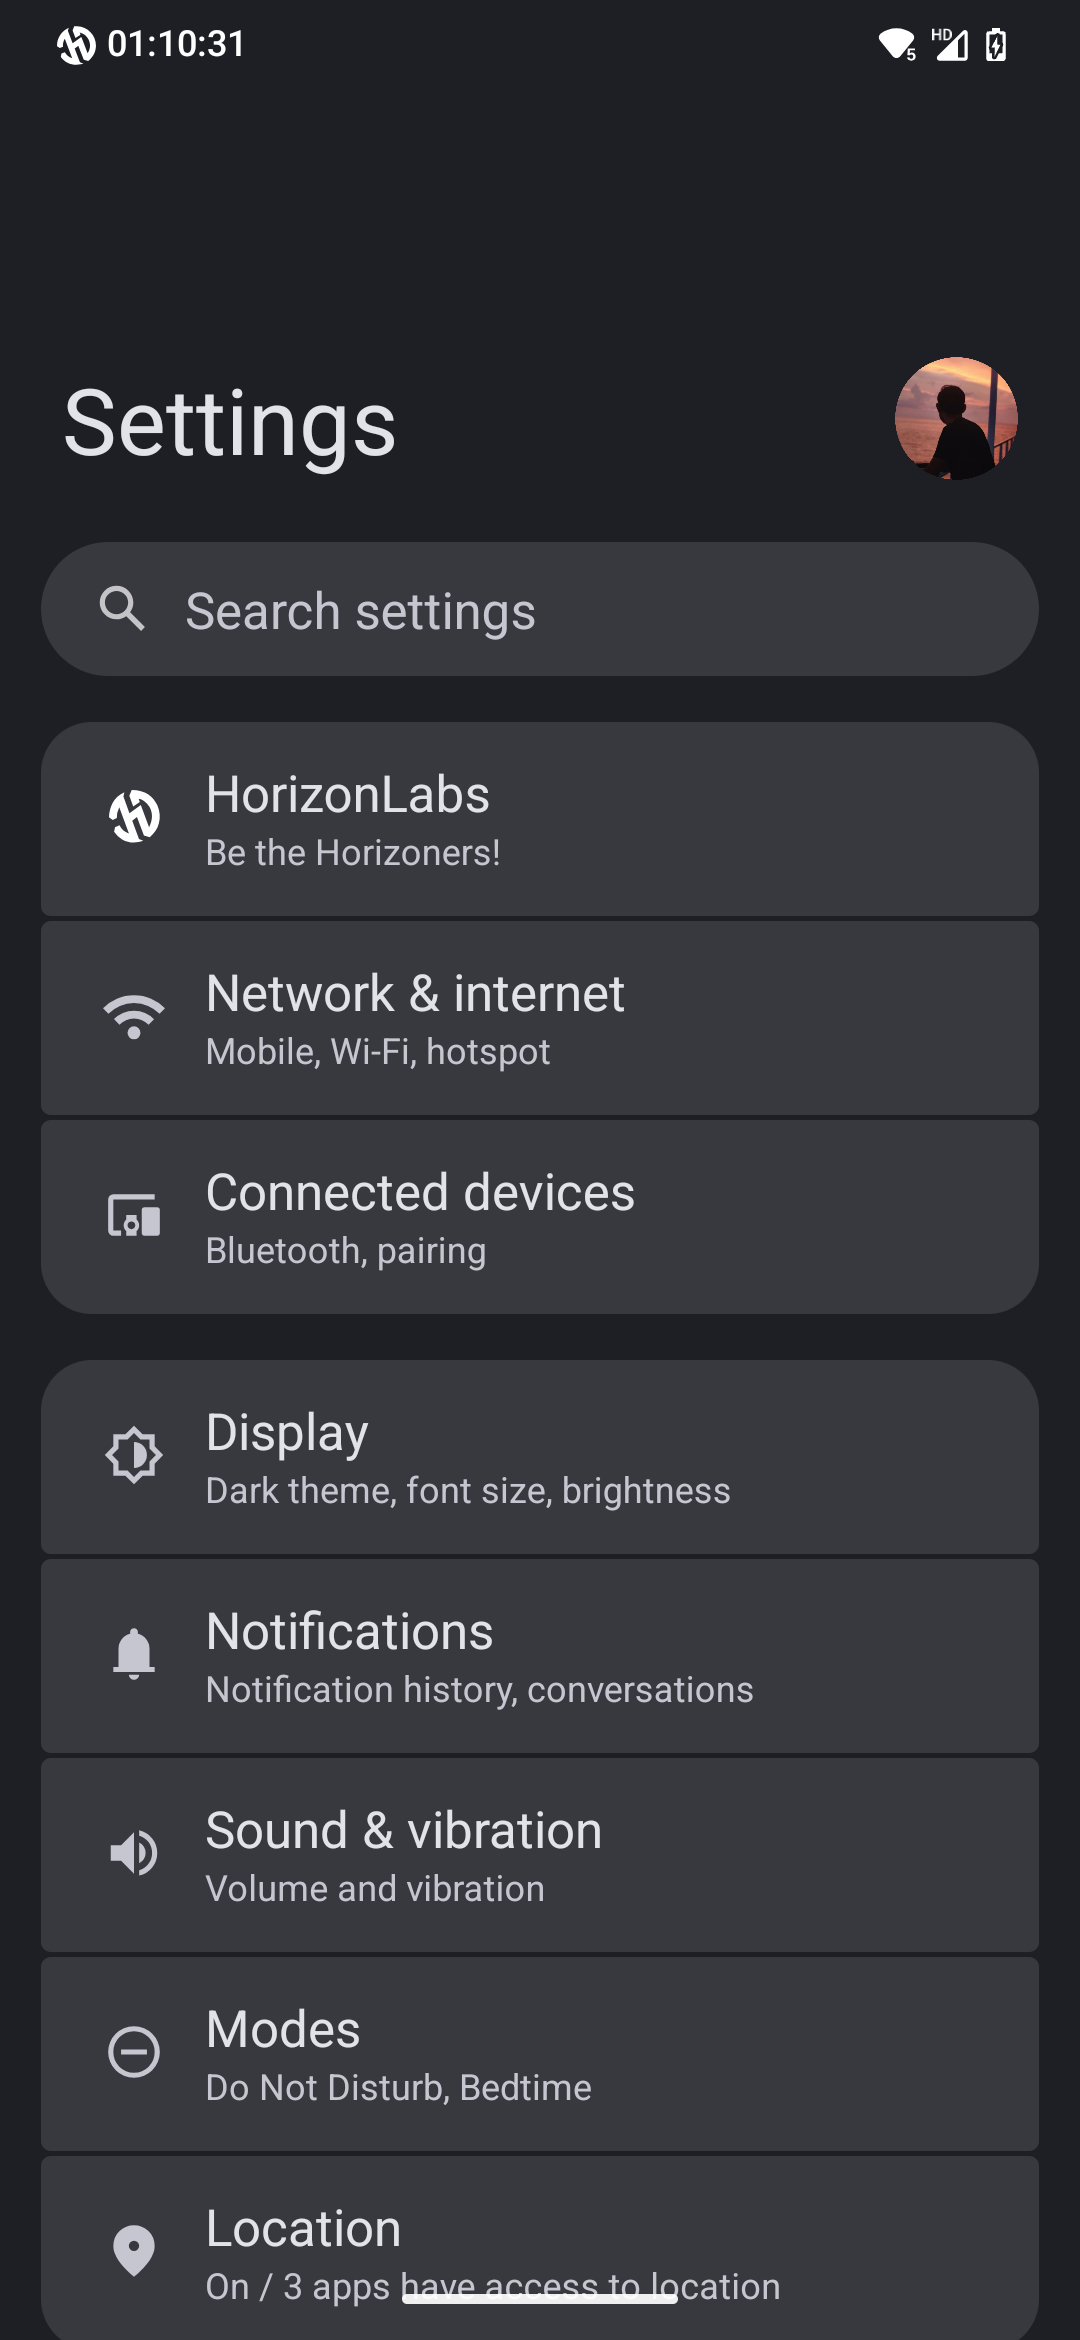 01:10:31
5
HD
Settings
Search settings
HorizonLabs
Be the Horizoners!
Network & internet
Mobile, Wi-Fi, hotspot
Connected devices
Bluetooth, pairing
Display
Dark theme, font size, brightness
Notifications
Notification history, conversations
Sound & vibration
Volume and vibration
Modes
Do Not Disturb, Bedtime
Location
On / 3 apps have access to location